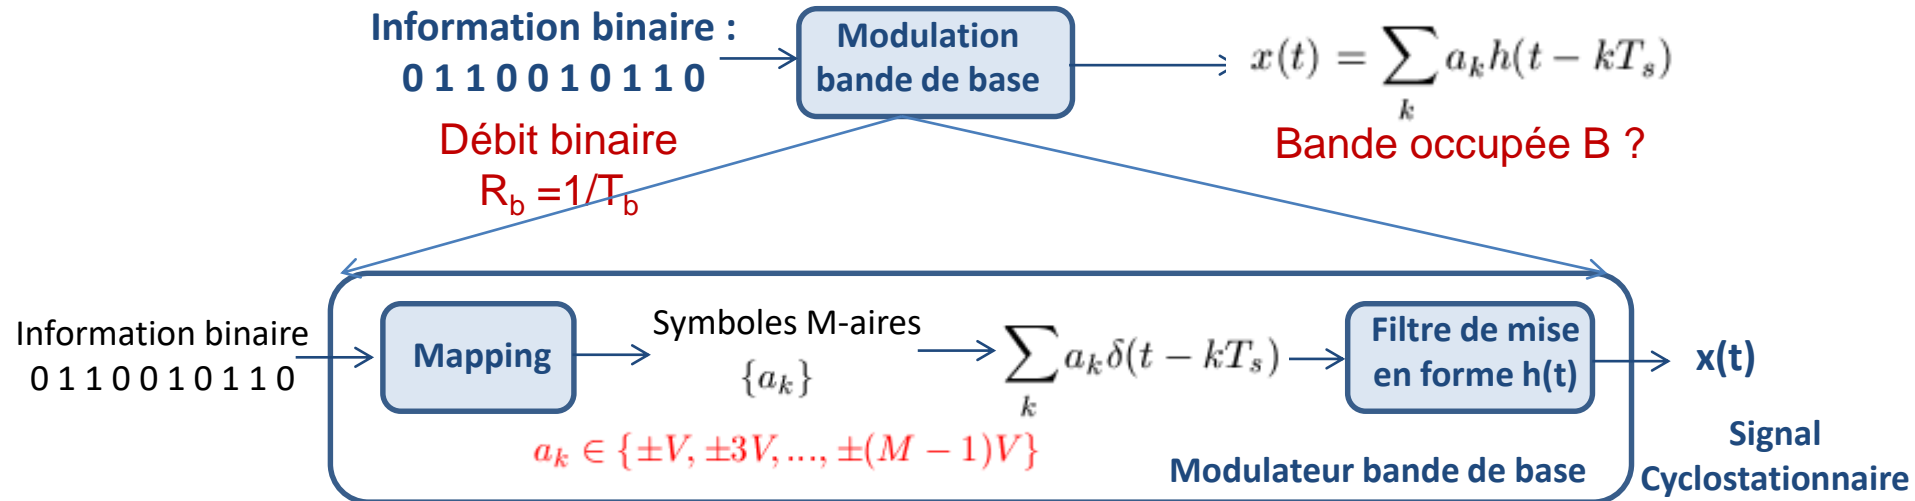 Information binaire :
0 1 1 0 0 1 0 1 1 0
Modulation
bande de base
x(t) = \sum_{k} a_k h(t − kT_s)
Débit binaire
R_b =1/T_b
Bande occupée B ?
Information binaire
0 1 1 0 0 1 0 1 1 0
Mapping
Symboles M-aires
{a_k}
a_k ∈ {±V, ±3V, ..., ±(M − 1)V}
\sum_{k} a_k δ(t − kT_s)
Filtre de mise
en forme h(t)
x(t)
Modulateur bande de base
Signal
Cyclostationnaire